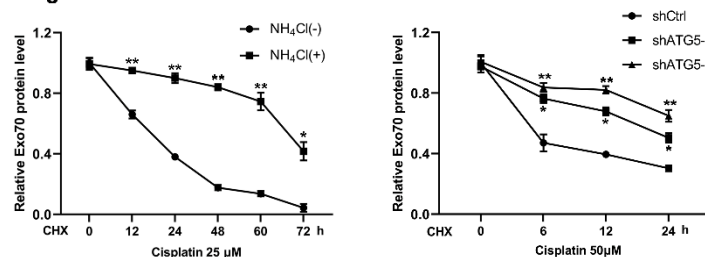 Relative Exo70 protein level
1.2
0.8
0.4
0.0
NH4Cl(-)
NH4Cl(+)
** ** ** ** *
CHX 0 12 24 48 60 72 h
Cisplatin 25 μM
Relative Exo70 protein level
1.2
0.8
0.4
0.0
shCtrl
shATG5-
shATG5-
** ** **
* * *
CHX 0 6 12 24 h
Cisplatin 50μM